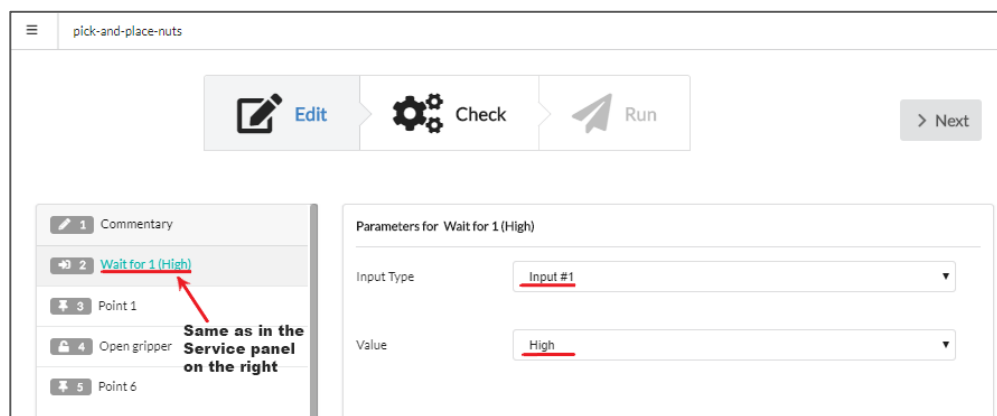 pick-and-place-nuts
Edit
Check
Run
Next
1 Commentary
2 Wait for 1 (High)
3 Point 1
4 Open gripper
5 Point 6
Same as in the
Service panel
on the right
Parameters for Wait for 1 (High)
Input Type Input #1
Value High